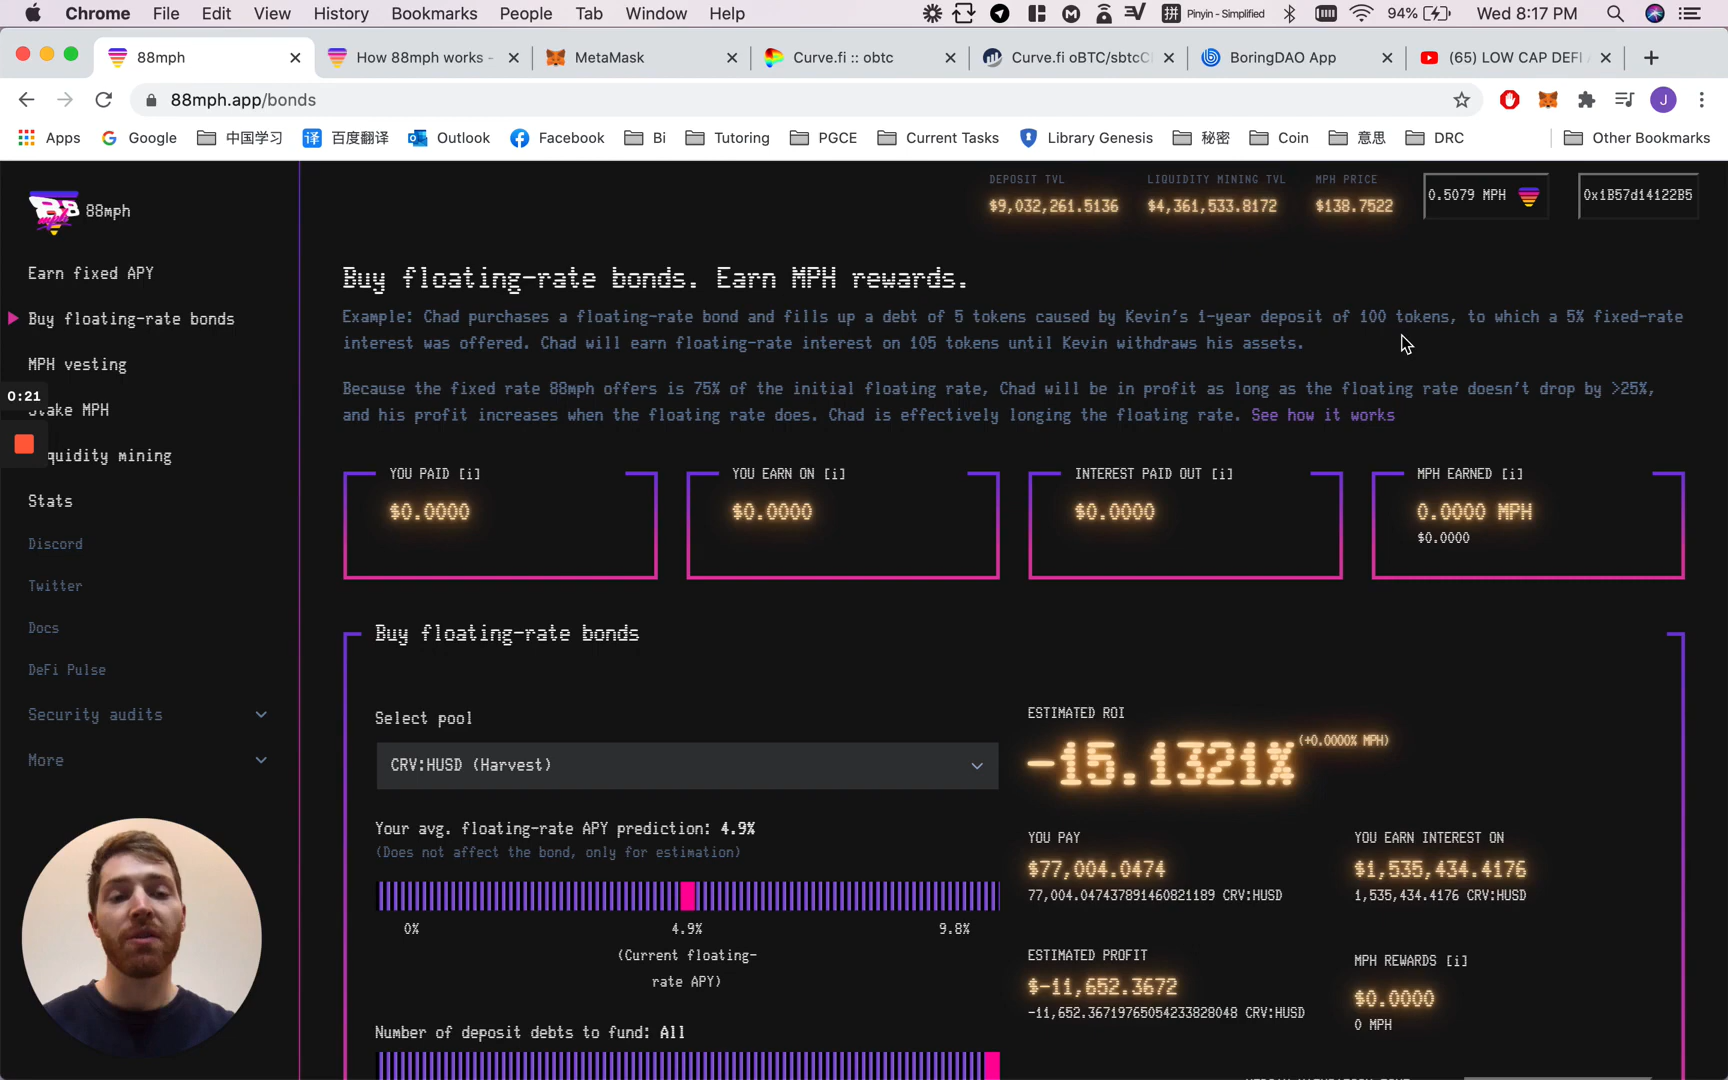 Chrome File Edit View History Bookmarks People Tab Window Help
Pinyin - Simplified 94% Wed 8:17 PM
88mph
How 88mph works -
MetaMask
Curve.fi :: obtc
Curve.fi oBTC/sbtcC
BoringDAO App
(65) LOW CAP DEFI
88mph.app/bonds
J
Apps Google 中国学习 译 百度翻译 Outlook Facebook Bi Tutoring PGCE Current Tasks Library Genesis 秘密 Coin 意思 DRC Other Bookmarks
88mph
DEPOSIT TVL
$9,032,261.5136
LIQUIDITY MINING TVL
$4,361,533.8172
MPH PRICE
$138.7522
0.5079 MPH
0x1B57d14122B5
Earn fixed APY
Buy floating-rate bonds
MPH vesting
0:21
take MPH
quidity mining
Stats
Discord
Twitter
Docs
DeFi Pulse
Security audits
More
Buy floating-rate bonds. Earn MPH rewards.
Example: Chad purchases a floating-rate bond and fills up a debt of 5 tokens caused by Kevin's 1-year deposit of 100 tokens, to which a 5% fixed-rate
interest was offered. Chad will earn floating-rate interest on 105 tokens until Kevin withdraws his assets.
Because the fixed rate 88mph offers is 75% of the initial floating rate, Chad will be in profit as long as the floating rate doesn't drop by >25%,
and his profit increases when the floating rate does. Chad is effectively longing the floating rate. See how it works
YOU PAID [i]
$0.0000
YOU EARN ON [i]
$0.0000
INTEREST PAID OUT [i]
$0.0000
MPH EARNED [i]
0.0000 MPH
$0.0000
Buy floating-rate bonds
Select pool
CRV:HUSD (Harvest)
Your avg. floating-rate APY prediction: 4.9%
(Does not affect the bond, only for estimation)
0% 4.9% 9.8%
(Current floating-
rate APY)
Number of deposit debts to fund: All
ESTIMATED ROI
-15.1321% (+0.0000% MPH)
YOU PAY
$77,004.0474
77,004.047437891460821189 CRV:HUSD
YOU EARN INTEREST ON
$1,535,434.4176
1,535,434.4176 CRV:HUSD
ESTIMATED PROFIT
$-11,652.3672
-11,652.36719765054233828048 CRV:HUSD
MPH REWARDS [i]
$0.0000
0 MPH